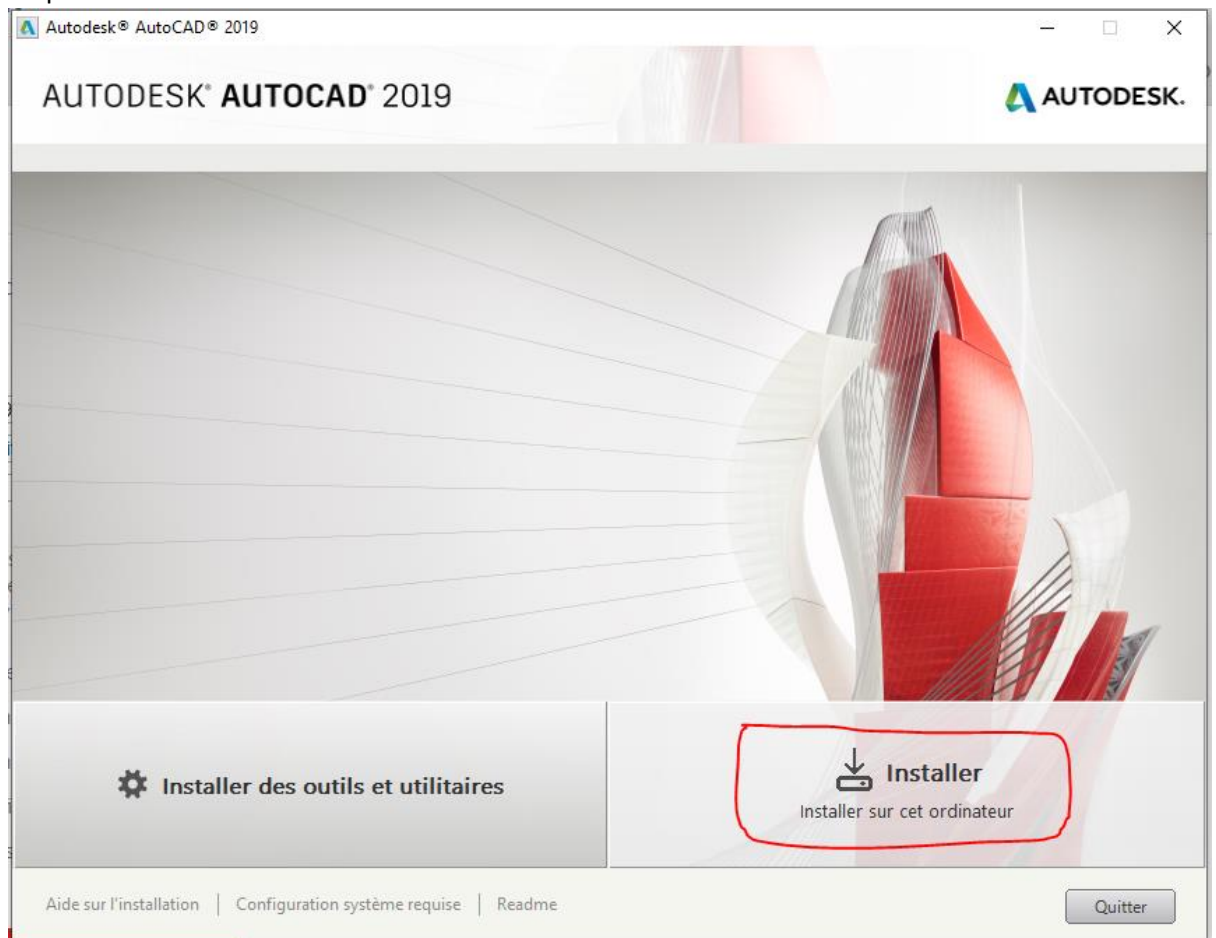 Autodesk® AutoCAD® 2019
AUTODESK® AUTOCAD® 2019
AUTODESK.
Installer des outils et utilitaires
Installer
Installer sur cet ordinateur
Aide sur l'installation | Configuration système requise | Readme
Quitter